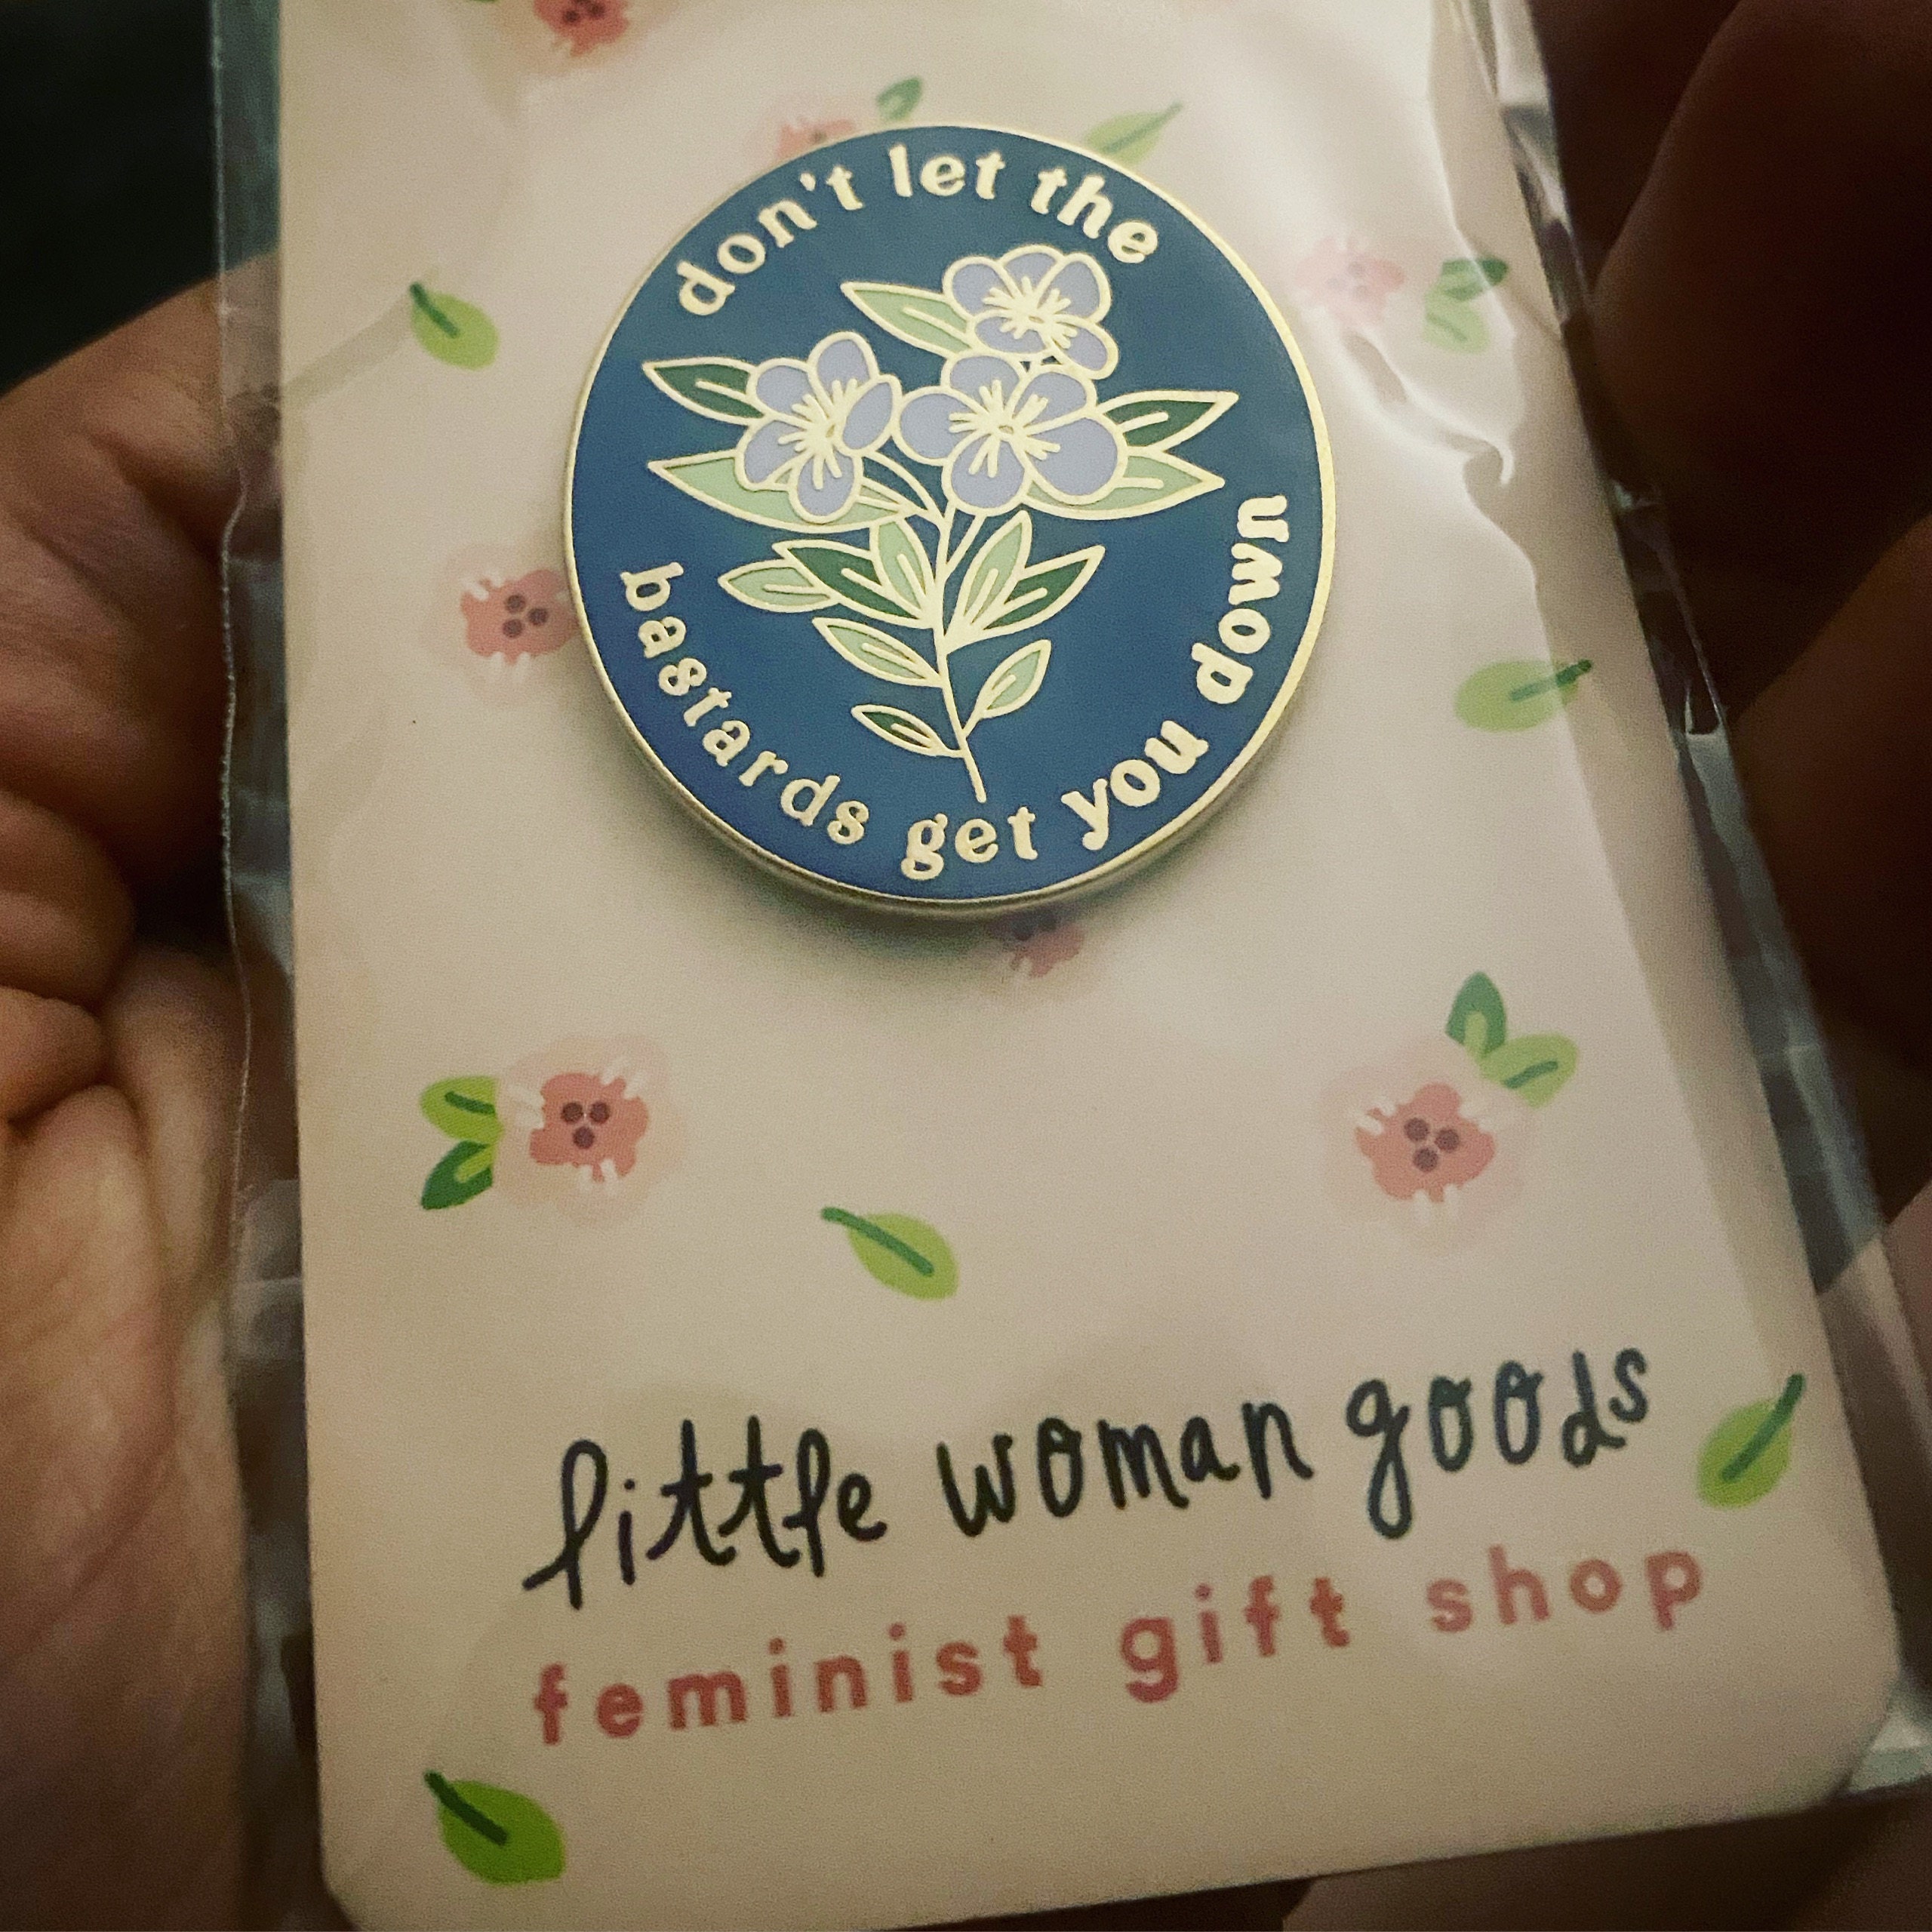 don't let the
bastards get you down
little woman goods
feminist gift shop